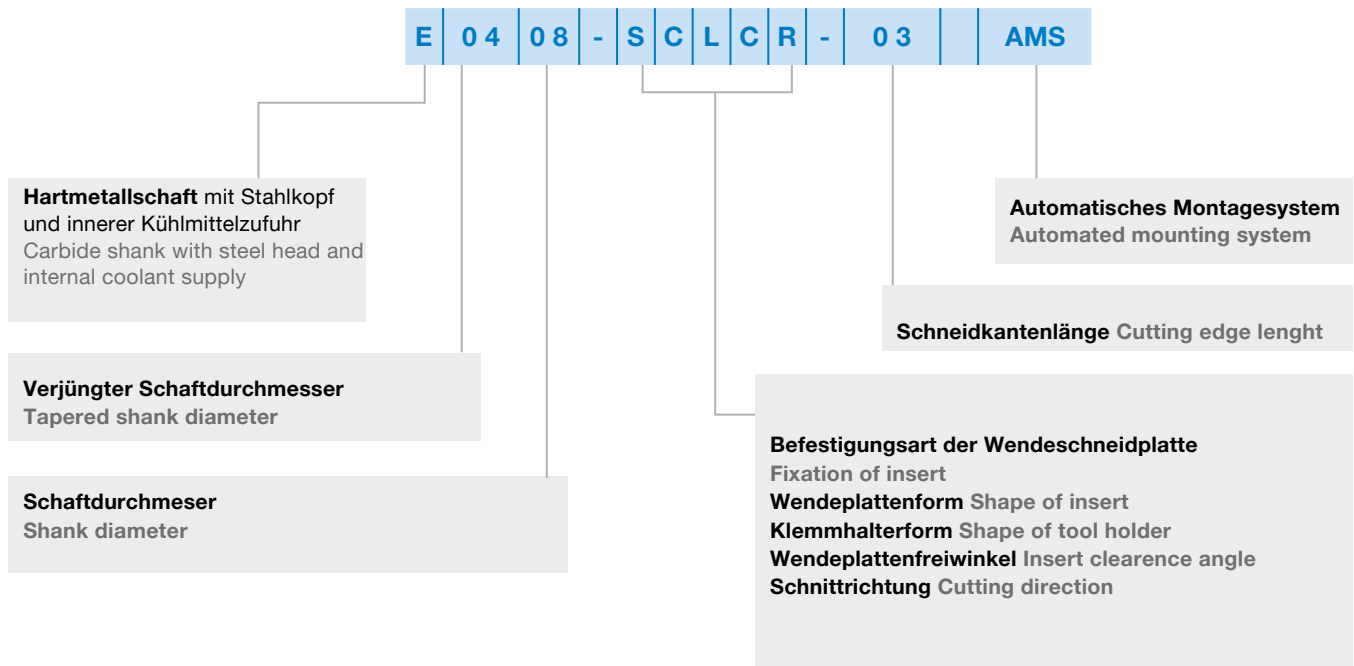 E 04 08 - S C L C R - 03 AMS
Hartmetallschaft mit Stahlkopf
und innerer Kühlmittelzufuhr
Carbide shank with steel head and
internal coolant supply
Verjüngter Schaftdurchmesser
Tapered shank diameter
Schaftdurchmeser
Shank diameter
Automatisches Montagesystem
Automated mounting system
Schneidkantenlänge Cutting edge lenght
Befestigungsart der Wendeschneidplatte
Fixation of insert
Wendeplattenform Shape of insert
Klemmhalterform Shape of tool holder
Wendeplattenfreiwinkel Insert clearence angle
Schnittrichtung Cutting direction